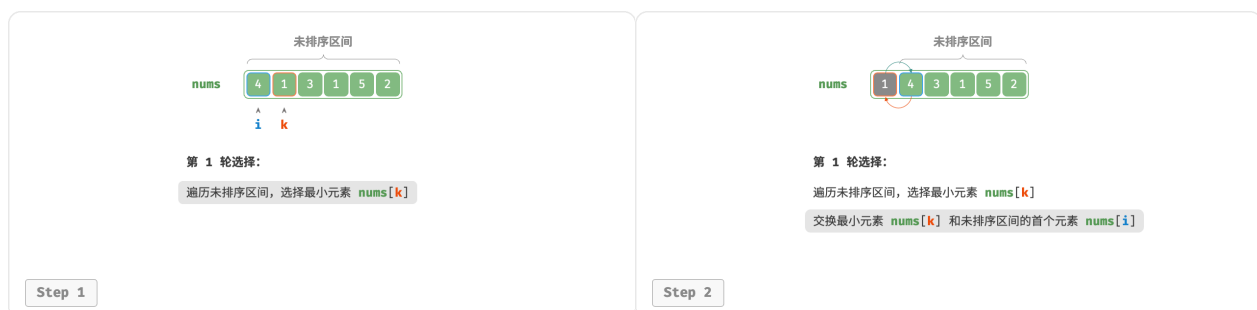 未排序区间
nums 4 1 3 1 5 2
i k
第 1 轮选择：
遍历未排序区间，选择最小元素 nums[k]
Step 1
未排序区间
nums 1 4 3 1 5 2
第 1 轮选择：
遍历未排序区间，选择最小元素 nums[k]
交换最小元素 nums[k] 和未排序区间的首个元素 nums[i]
Step 2